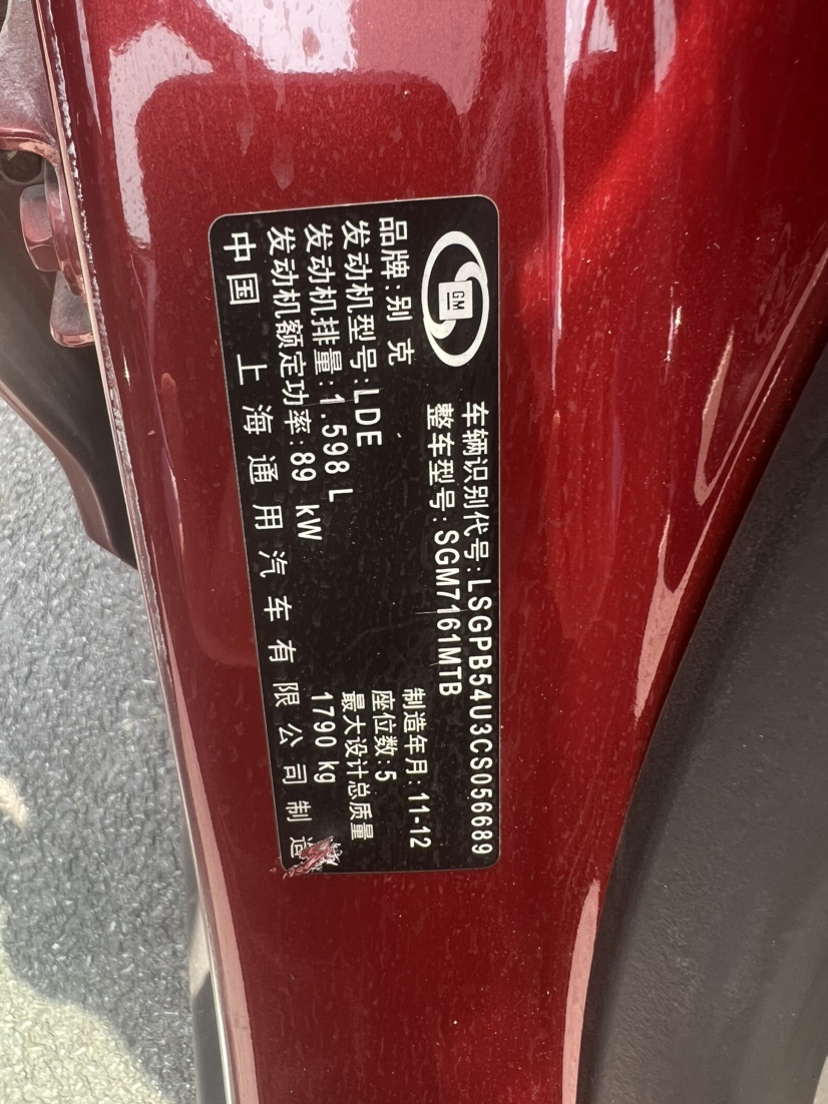 GM
车辆识别代号:LSGPB54U3CS056689
整车型号:SGM7161MTB
品牌:别克
制造年月:11-12
发动机型号:LDE
座位数:5
发动机排量:1.598L
最大设计总质量
发动机额定功率:89 kW
1790 kg
中国 上海通用汽车有限公司制造